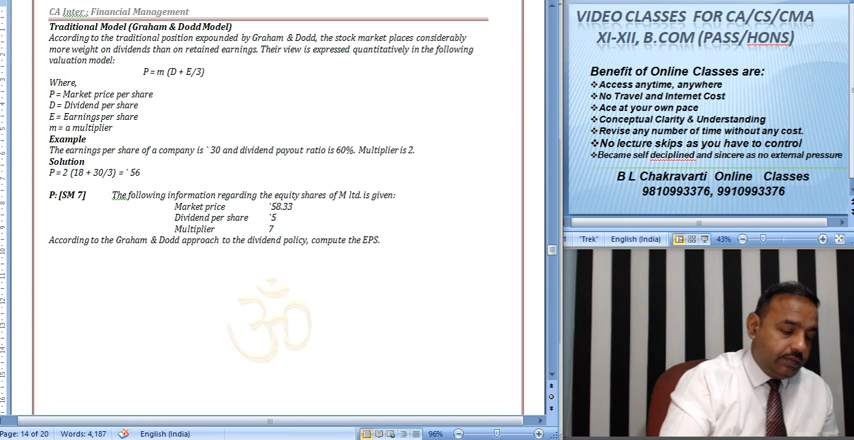 CA Inter : Financial Management
Traditional Model (Graham & Dodd Model)
According to the traditional position expounded by Graham & Dodd, the stock market places considerably
more weight on dividends than on retained earnings. Their view is expressed quantitatively in the following
valuation model:
P = m (D + E/3)
Where,
P = Market price per share
D = Dividend per share
E = Earnings per share
m = a multiplier
Example
The earnings per share of a company is `30 and dividend payout ratio is 60%. Multiplier is 2.
Solution
P = 2 (18 + 30/3) = `56
P: [SM 7] The following information regarding the equity shares of M ltd. is given:
Market price `58.33
Dividend per share `5
Multiplier 7
According to the Graham & Dodd approach to the dividend policy, compute the EPS.
ॐ
Page: 14 of 20 Words: 4,187 English (India) 96%
VIDEO CLASSES FOR CA/CS/CMA
XI-XII, B.COM (PASS/HONS)
Benefit of Online Classes are:
❖Access anytime, anywhere
❖No Travel and Internet Cost
❖Ace at your own pace
❖Conceptual Clarity & Understanding
❖Revise any number of time without any cost.
❖No lecture skips as you have to control
❖Became self deciplined and sincere as no external pressure
B L Chakravarti Online Classes
9810993376, 9910993376
"Trek" English (India) 43%